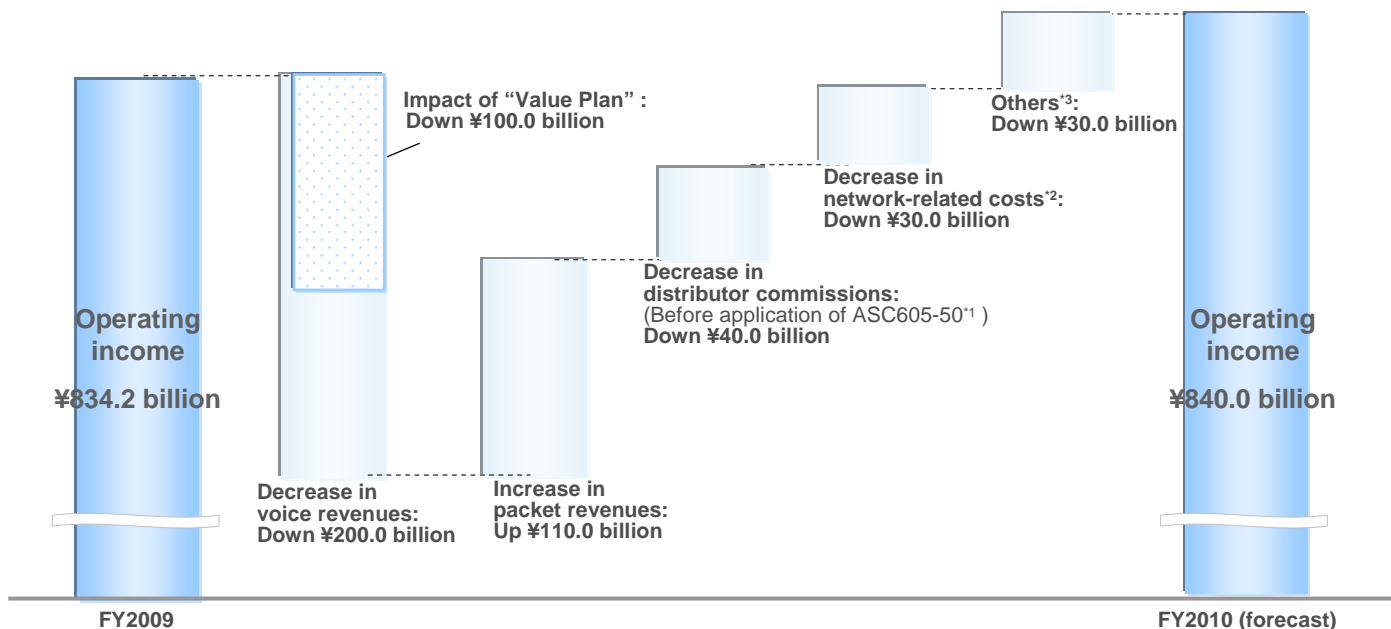 Impact of “Value Plan” :
Down ¥100.0 billion
Others*3:
Down ¥30.0 billion
Decrease in
network-related costs*2:
Down ¥30.0 billion
Decrease in
distributor commissions:
(Before application of ASC605-50*1 )
Down ¥40.0 billion
Operating
income
¥834.2 billion
Operating
income
¥840.0 billion
Decrease in
voice revenues:
Down ¥200.0 billion
Increase in
packet revenues:
Up ¥110.0 billion
FY2009
FY2010 (forecast)